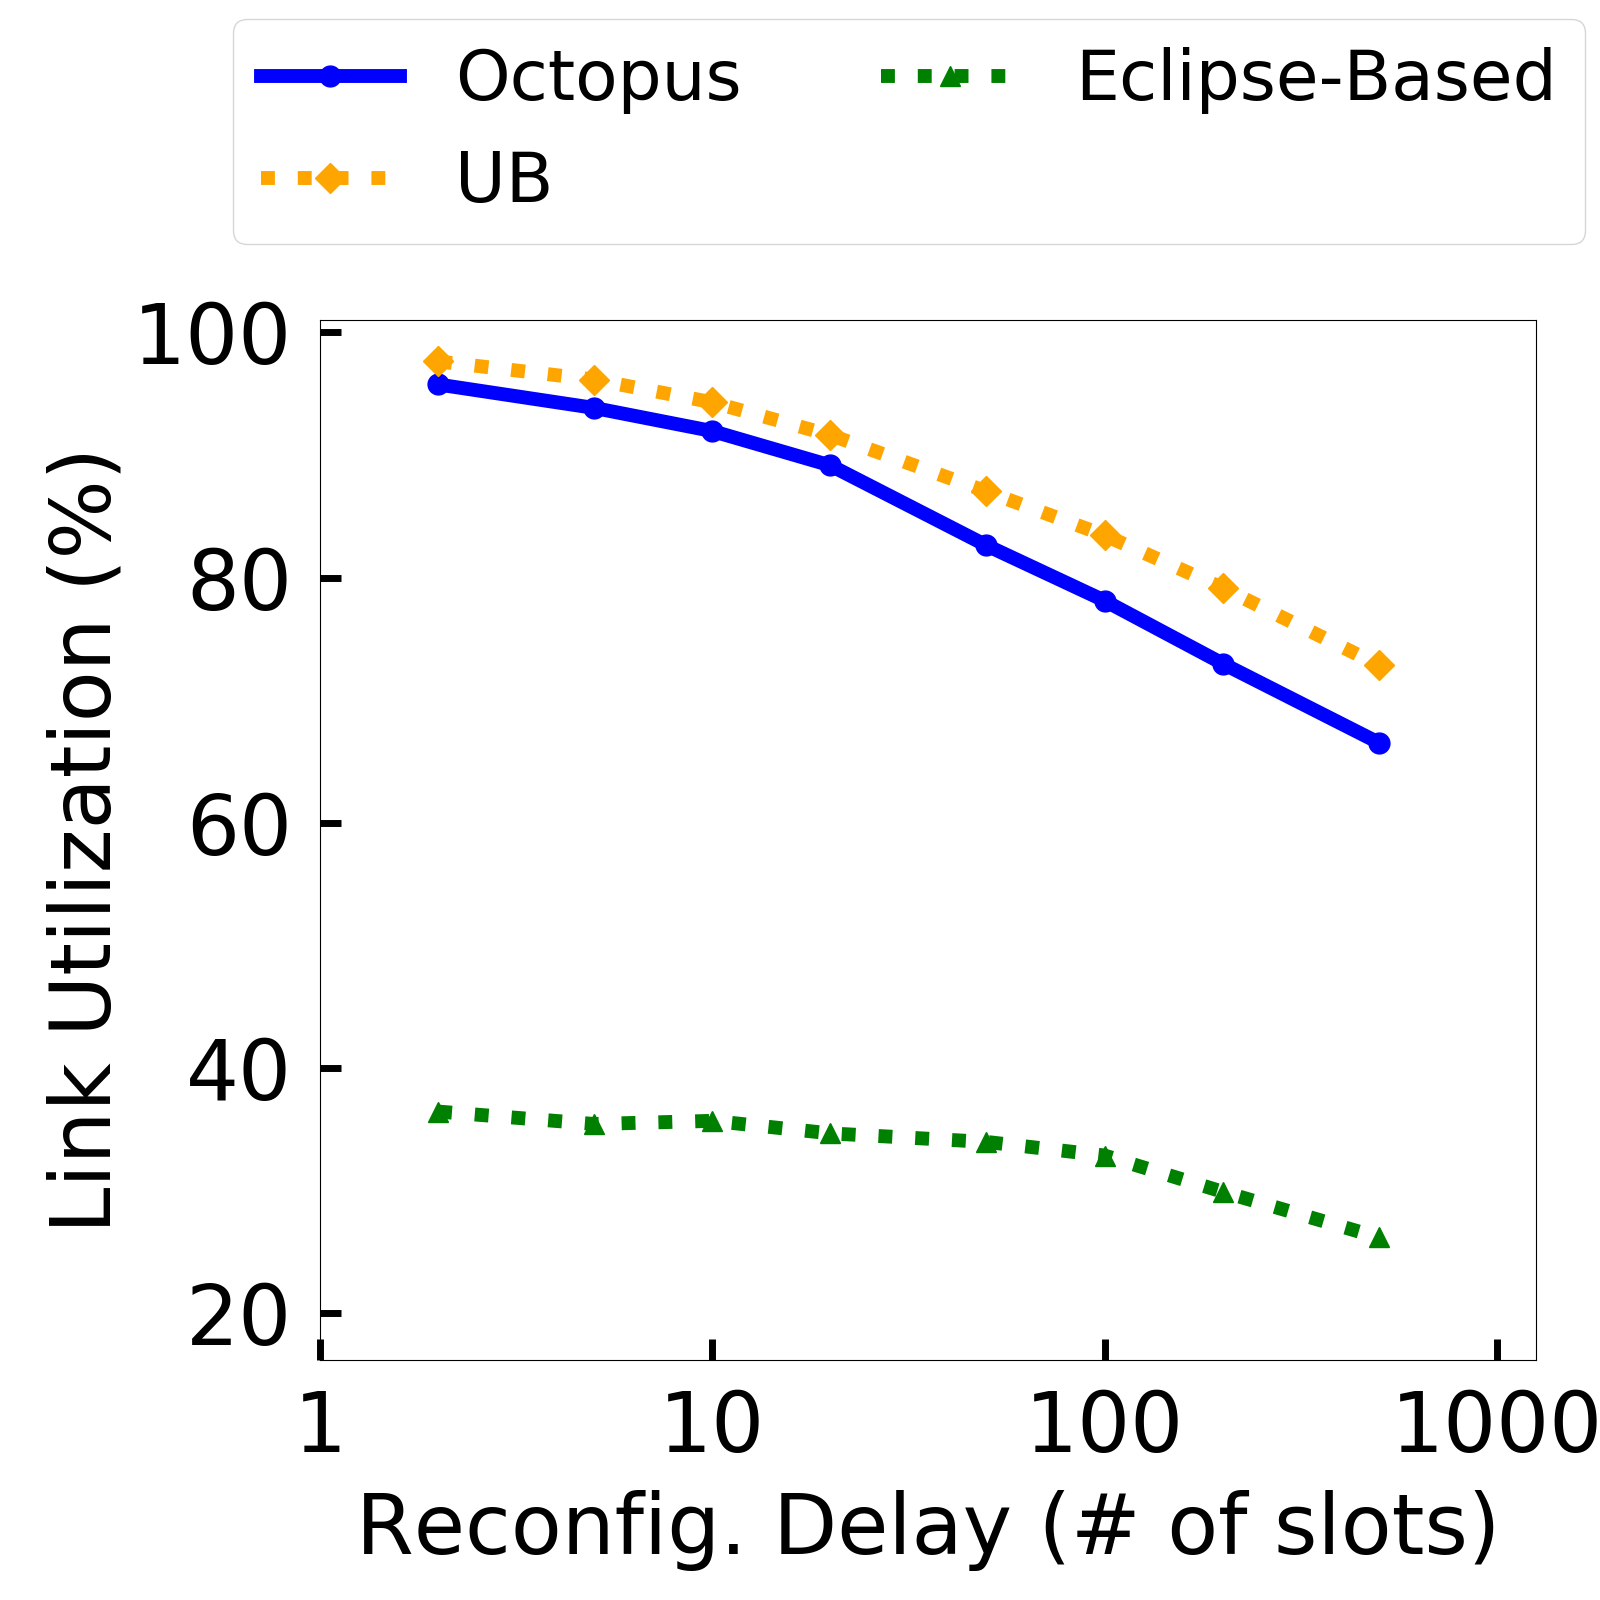 Octopus
UB
Eclipse-Based
100
80
60
40
20
Link Utilization (%)
1 10 100 1000
Reconfig. Delay (# of slots)